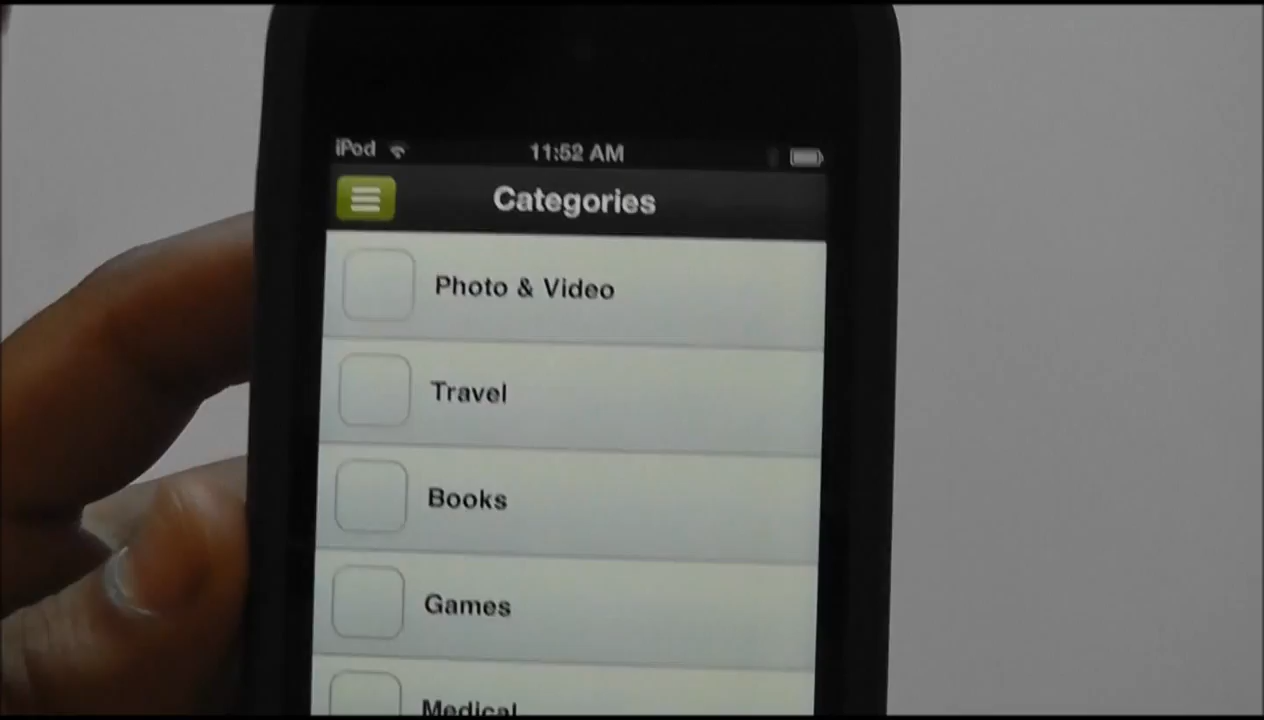 iPod 11:52 AM
Categories
Photo & Video
Travel
Books
Games
Medical